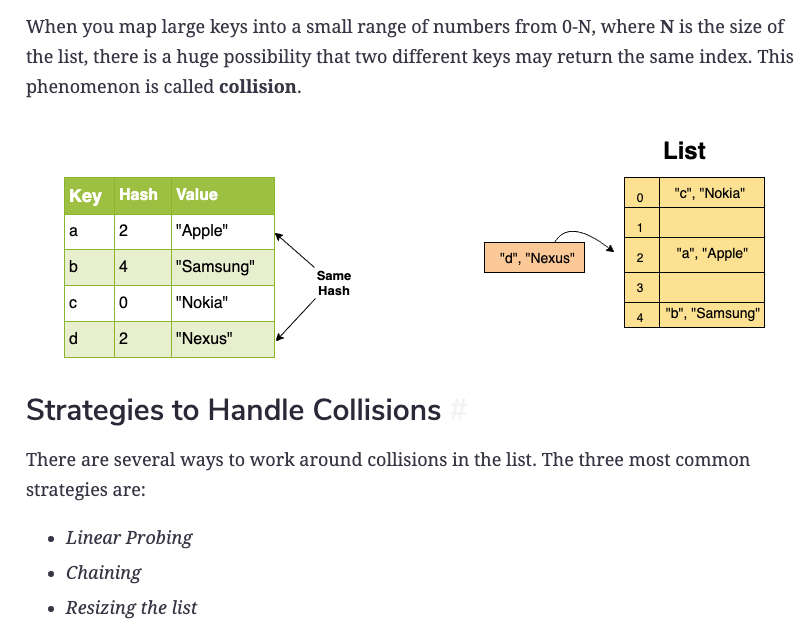 When you map large keys into a small range of numbers from 0-N, where N is the size of
the list, there is a huge possibility that two different keys may return the same index. This
phenomenon is called collision.
Key Hash Value
a 2 "Apple"
b 4 "Samsung"
c 0 "Nokia"
d 2 "Nexus"
Same
Hash
"d", "Nexus"
List
0 "c", "Nokia"
1
2 "a", "Apple"
3
4 "b", "Samsung"
Strategies to Handle Collisions #
There are several ways to work around collisions in the list. The three most common
strategies are:
• Linear Probing
• Chaining
• Resizing the list